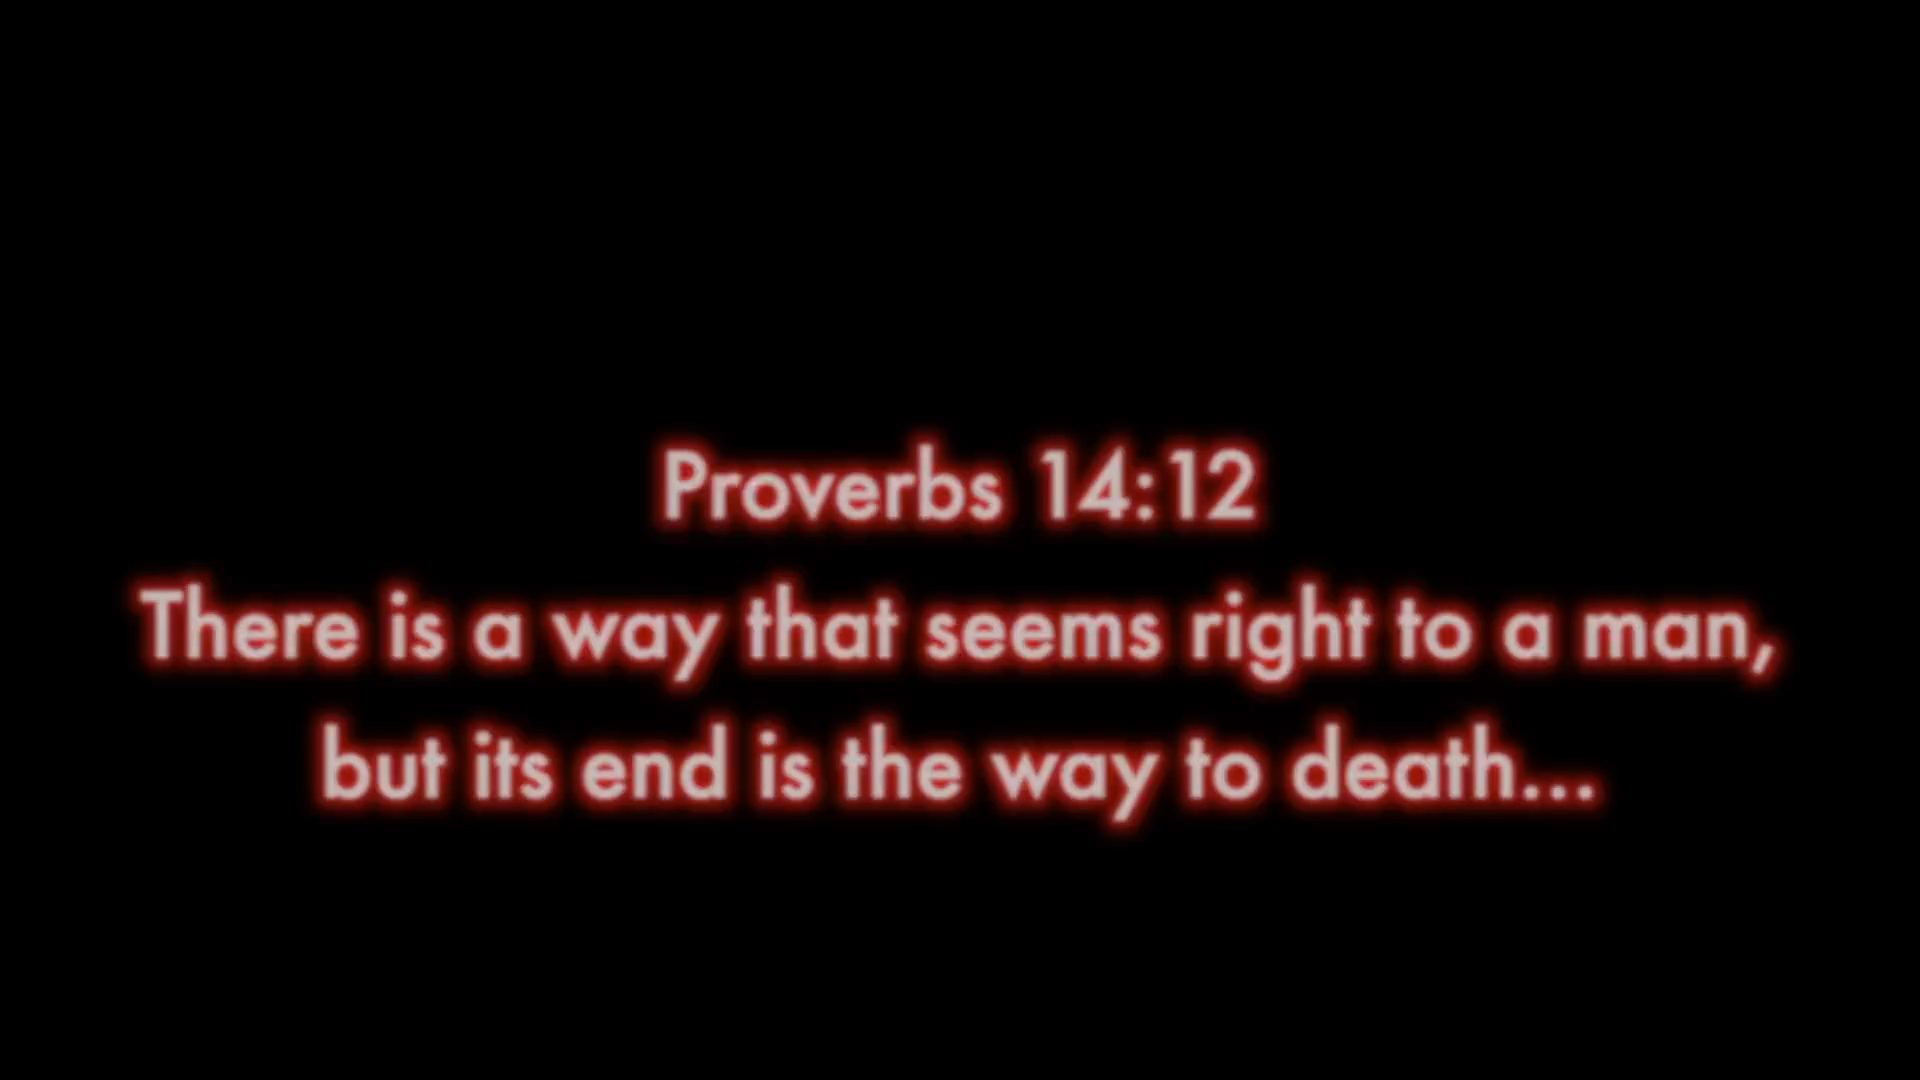 Proverbs 14:12
There is a way that seems right to a man,
but its end is the way to death...